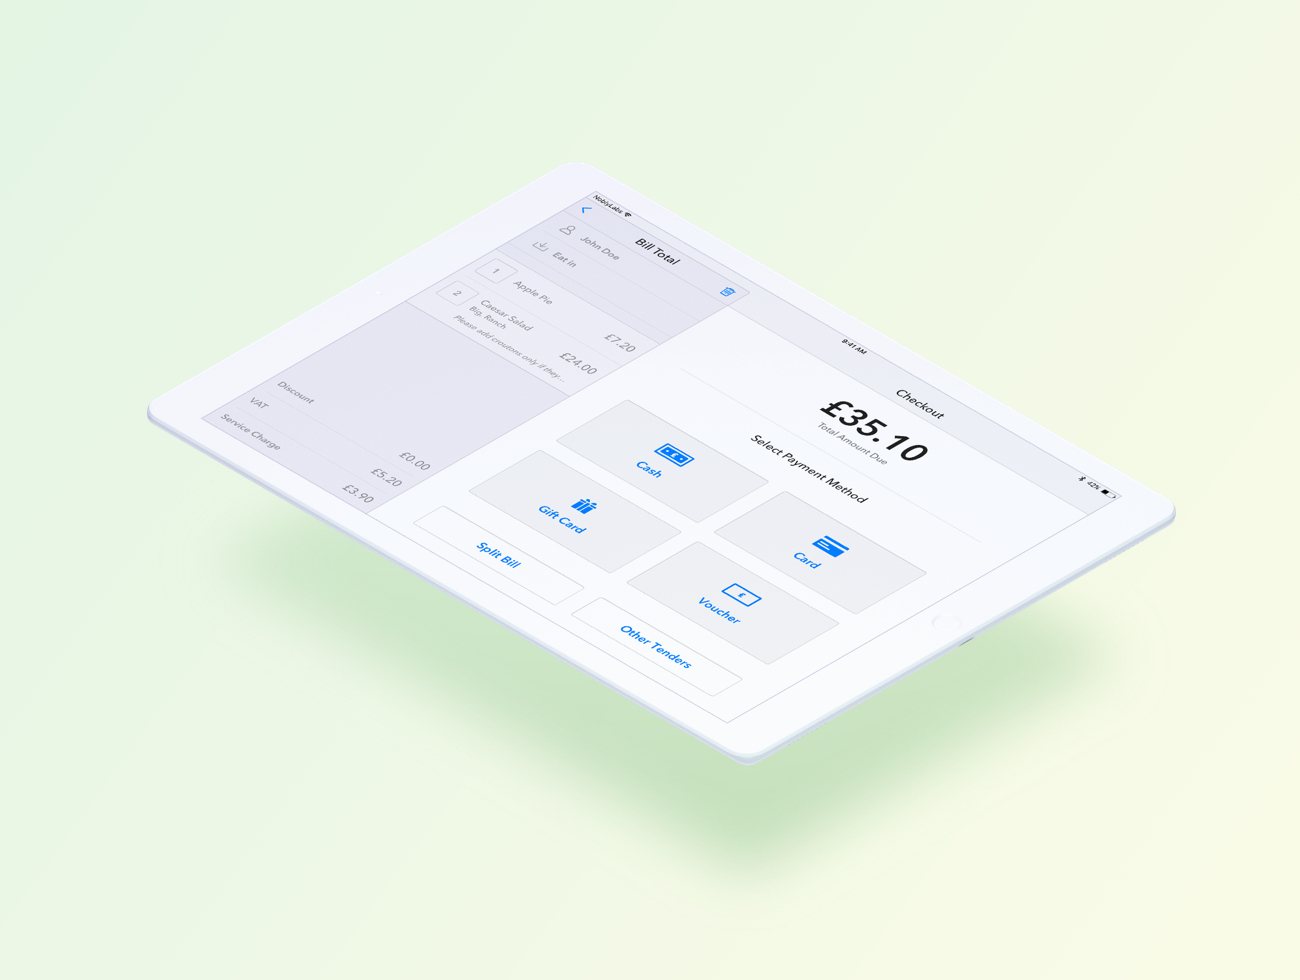 NoblyLabs
9:41 AM
42%
Bill Total
John Doe
Eat in
1
Apple Pie
£7.20
2
Caesar Salad
£24.00
Big, Ranch
Please add croutons only if they...
Discount
£0.00
VAT
£5.20
Service Charge
£3.90
Checkout
£35.10
Total Amount Due
Select Payment Method
£
Cash
Card
Gift Card
£
Voucher
Split Bill
Other Tenders